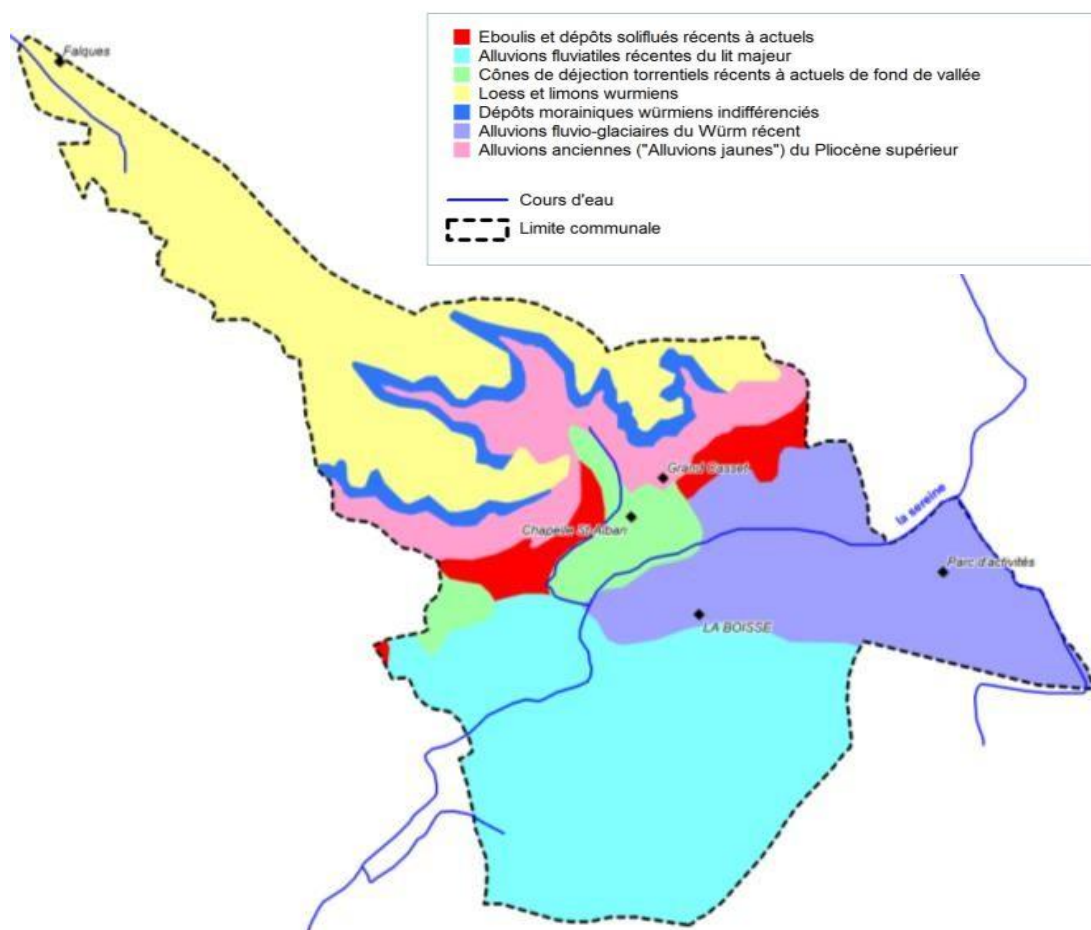 Falques
Eboulis et dépôts soliflués récents à actuels
Alluvions fluviatiles récentes du lit majeur
Cônes de déjection torrentiels récents à actuels de fond de vallée
Loess et limons wurmiens
Dépôts morainiques würmiens indifférenciés
Alluvions fluvio-glaciaires du Würm récent
Alluvions anciennes ("Alluvions jaunes") du Pliocène supérieur
Cours d'eau
Limite communale
Grand Casset
la sereine
Chapelle St Alban
Parc d'activités
LA BOISSE